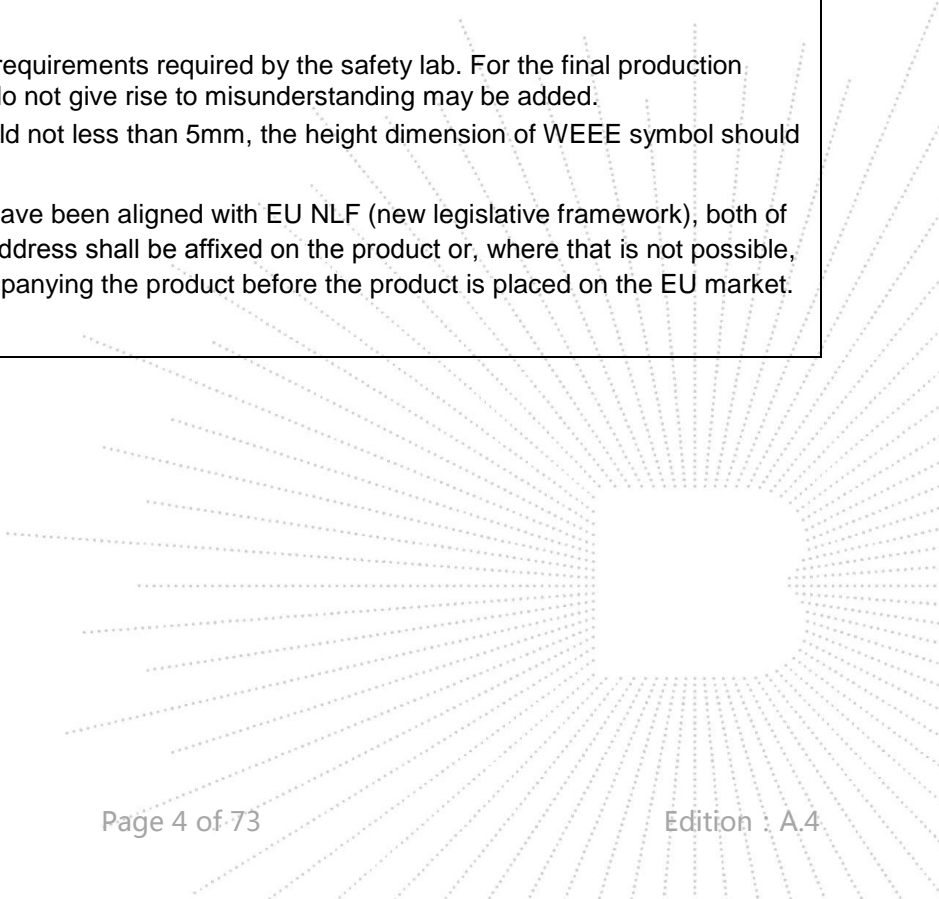 requirements required by the safety lab. For the final production
do not give rise to misunderstanding may be added.
ld not less than 5mm, the height dimension of WEEE symbol should
ave been aligned with EU NLF (new legislative framework), both of
ddress shall be affixed on the product or, where that is not possible,
panying the product before the product is placed on the EU market.
Page 4 of 73 Edition : A.4